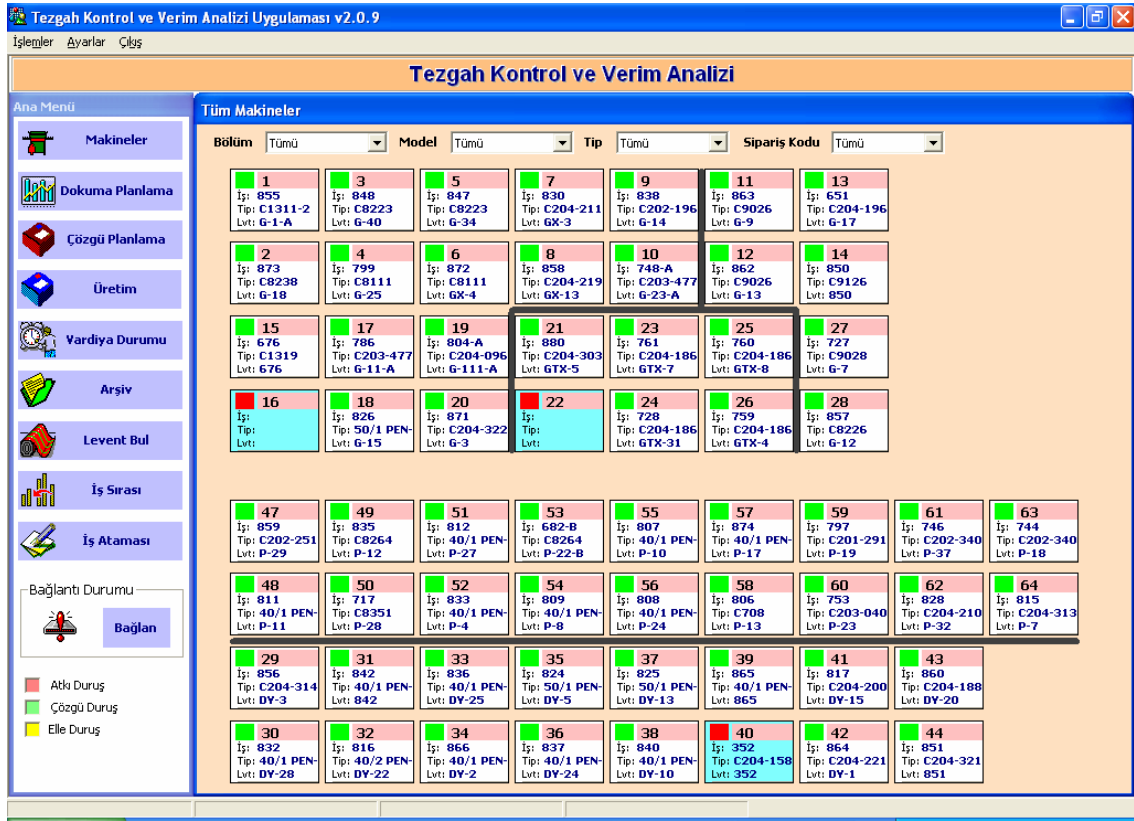 Tezgah Kontrol ve Verim Analizi Uygulaması v2.0.9
İşlemler Ayarlar Çıkış
Tezgah Kontrol ve Verim Analizi
Ana Menü
Makineler
Dokuma Planlama
Çözgü Planlama
Üretim
Vardiya Durumu
Arşiv
Levent Bul
İş Sırası
İş Ataması
Bağlantı Durumu
Bağlan
Atkı Duruş
Çözgü Duruş
Elle Duruş
Tüm Makineler
Bölüm Tümü Model Tümü Tip Tümü Sipariş Kodu Tümü
1 3 5 7 9 11 13
İş: 855 İş: 848 İş: 847 İş: 830 İş: 838 İş: 863 İş: 651
Tip: C1311-2 Tip: C8223 Tip: C8223 Tip: C204-211 Tip: C202-196 Tip: C9026 Tip: C204-196
Lvt: G-1-A Lvt: G-40 Lvt: G-34 Lvt: GX-3 Lvt: G-14 Lvt: G-9 Lvt: G-17
2 4 6 8 10 12 14
İş: 873 İş: 799 İş: 872 İş: 858 İş: 748-A İş: 862 İş: 850
Tip: C8238 Tip: C8111 Tip: C8111 Tip: C204-219 Tip: C203-477 Tip: C9026 Tip: C9126
Lvt: G-18 Lvt: G-25 Lvt: GX-4 Lvt: GX-13 Lvt: G-23-A Lvt: G-13 Lvt: 850
15 17 19 21 23 25 27
İş: 676 İş: 786 İş: 804-A İş: 880 İş: 761 İş: 760 İş: 727
Tip: C1319 Tip: C203-477 Tip: C204-096 Tip: C204-303 Tip: C204-186 Tip: C204-186 Tip: C9028
Lvt: 676 Lvt: G-11-A Lvt: G-111-A Lvt: GTX-5 Lvt: GTX-7 Lvt: GTX-8 Lvt: G-7
16 18 20 22 24 26 28
İş: İş: 826 İş: 871 İş: İş: 728 İş: 759 İş: 857
Tip: Tip: 50/1 PEN- Tip: C204-322 Tip: Tip: C204-186 Tip: C204-186 Tip: C8226
Lvt: Lvt: G-15 Lvt: G-3 Lvt: Lvt: GTX-31 Lvt: GTX-4 Lvt: G-12
47 49 51 53 55 57 59 61 63
İş: 859 İş: 835 İş: 812 İş: 682-B İş: 807 İş: 874 İş: 797 İş: 746 İş: 744
Tip: C202-251 Tip: C8264 Tip: 40/1 PEN- Tip: C8264 Tip: 40/1 PEN- Tip: 40/1 PEN- Tip: C201-291 Tip: C202-340 Tip: C202-340
Lvt: P-29 Lvt: P-12 Lvt: P-27 Lvt: P-22-B Lvt: P-10 Lvt: P-17 Lvt: P-19 Lvt: P-37 Lvt: P-18
48 50 52 54 56 58 60 62 64
İş: 811 İş: 717 İş: 833 İş: 809 İş: 808 İş: 806 İş: 753 İş: 828 İş: 815
Tip: 40/1 PEN- Tip: C8351 Tip: 40/1 PEN- Tip: 40/1 PEN- Tip: 40/1 PEN- Tip: C708 Tip: C203-040 Tip: C204-210 Tip: C204-313
Lvt: P-11 Lvt: P-28 Lvt: P-4 Lvt: P-8 Lvt: P-24 Lvt: P-13 Lvt: P-23 Lvt: P-32 Lvt: P-7
29 31 33 35 37 39 41 43
İş: 856 İş: 842 İş: 836 İş: 824 İş: 825 İş: 865 İş: 817 İş: 860
Tip: C204-314 Tip: 40/1 PEN- Tip: 40/1 PEN- Tip: 50/1 PEN- Tip: 50/1 PEN- Tip: 40/1 PEN- Tip: C204-200 Tip: C204-188
Lvt: DY-3 Lvt: 842 Lvt: DY-25 Lvt: DY-5 Lvt: DY-13 Lvt: 865 Lvt: DY-15 Lvt: DY-20
30 32 34 36 38 40 42 44
İş: 832 İş: 816 İş: 866 İş: 837 İş: 840 İş: 352 İş: 864 İş: 851
Tip: 40/1 PEN- Tip: 40/2 PEN- Tip: 40/1 PEN- Tip: 40/1 PEN- Tip: 40/2 PEN- Tip: C204-158 Tip: C204-221 Tip: C204-321
Lvt: DY-28 Lvt: DY-22 Lvt: DY-2 Lvt: DY-24 Lvt: DY-10 Lvt: 352 Lvt: DY-1 Lvt: 851